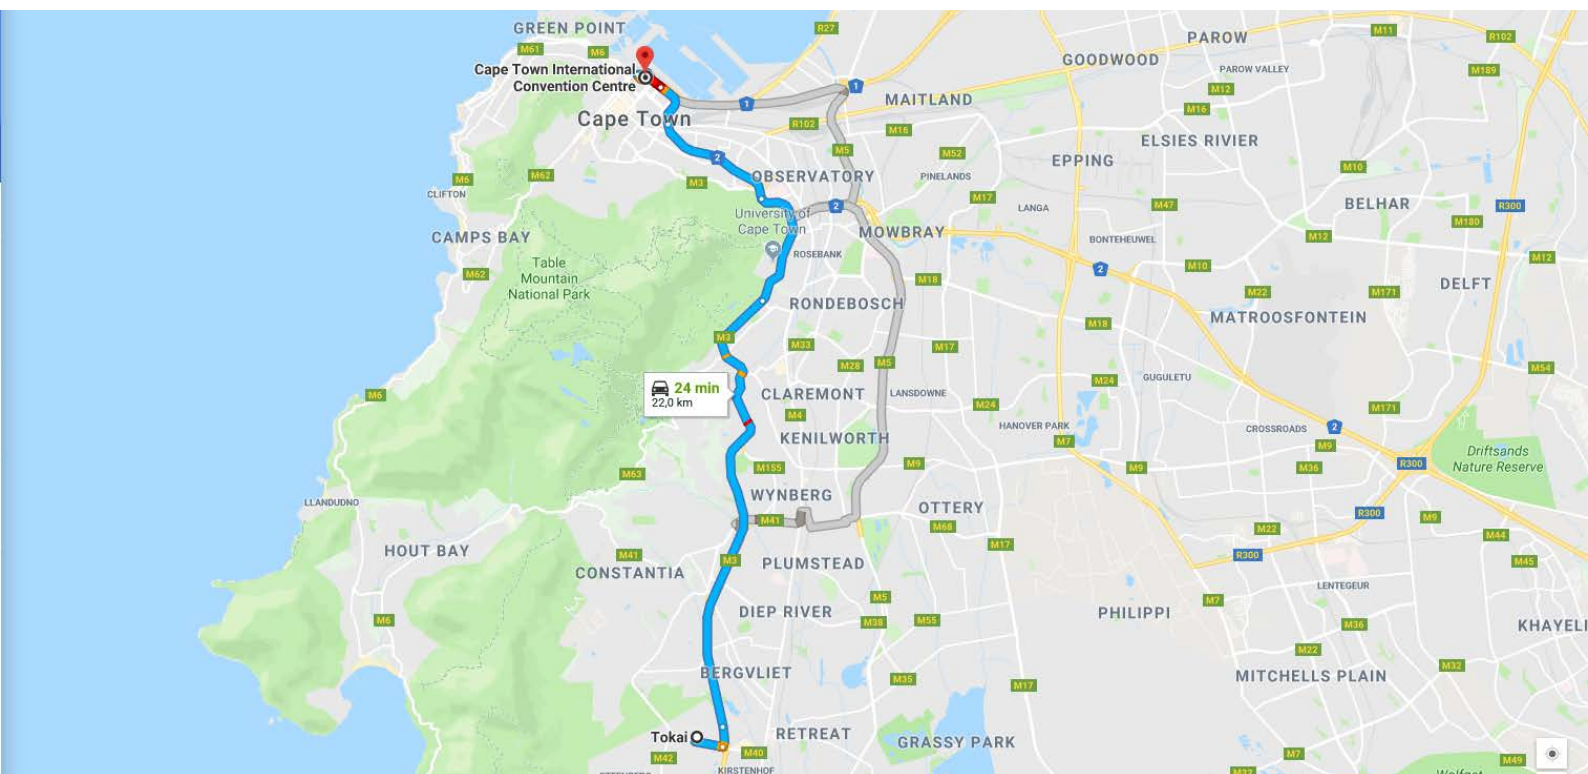 GREEN POINT
R27
M11
PAROW
R102
M61
M6
GOODWOOD
PAROW VALLEY
M189
Cape Town International
Convention Centre
1
1
M12
MAITLAND
M16
Cape Town
R102
M16
ELSIES RIVIER
M5
M52
EPPING
2
M10
M6
M62
M3
OBSERVATORY
PINELANDS
CLIFTON
M17
LANGA
M47
BELHAR
R300
M180
University of
Cape Town
2
MOWBRAY
CAMPS BAY
BONTEHEUWEL
M12
ROSEBANK
M12
Table
Mountain
National Park
M62
2
M10
M18
DELFT
M22
M171
RONDEBOSCH
MATROOSFONTEIN
M18
M3
M33
M17
M28
M5
M54
GUGULETU
M24
24 min
22,0 km
M6
CLAREMONT
LANSDOWNE
M24
M171
M4
HANOVER PARK
CROSSROADS
2
KENILWORTH
M7
M9
Driftsands
Nature Reserve
M63
M155
M9
M9
M36
R300
WYNBERG
LLANDUDNO
OTTERY
R300
M9
M41
M68
M22
M44
HOUT BAY
M41
M3
PLUMSTEAD
M17
R300
M45
CONSTANTIA
LENTEGEUR
M5
M7
DIEP RIVER
PHILIPPI
M6
M38
M55
M36
KHAYELI
M22
BERGVLIET
M35
M32
MITCHELLS PLAIN
M17
Tokai
RETREAT
GRASSY PARK
M42
M40
M7
M49
KIRSTENHOF